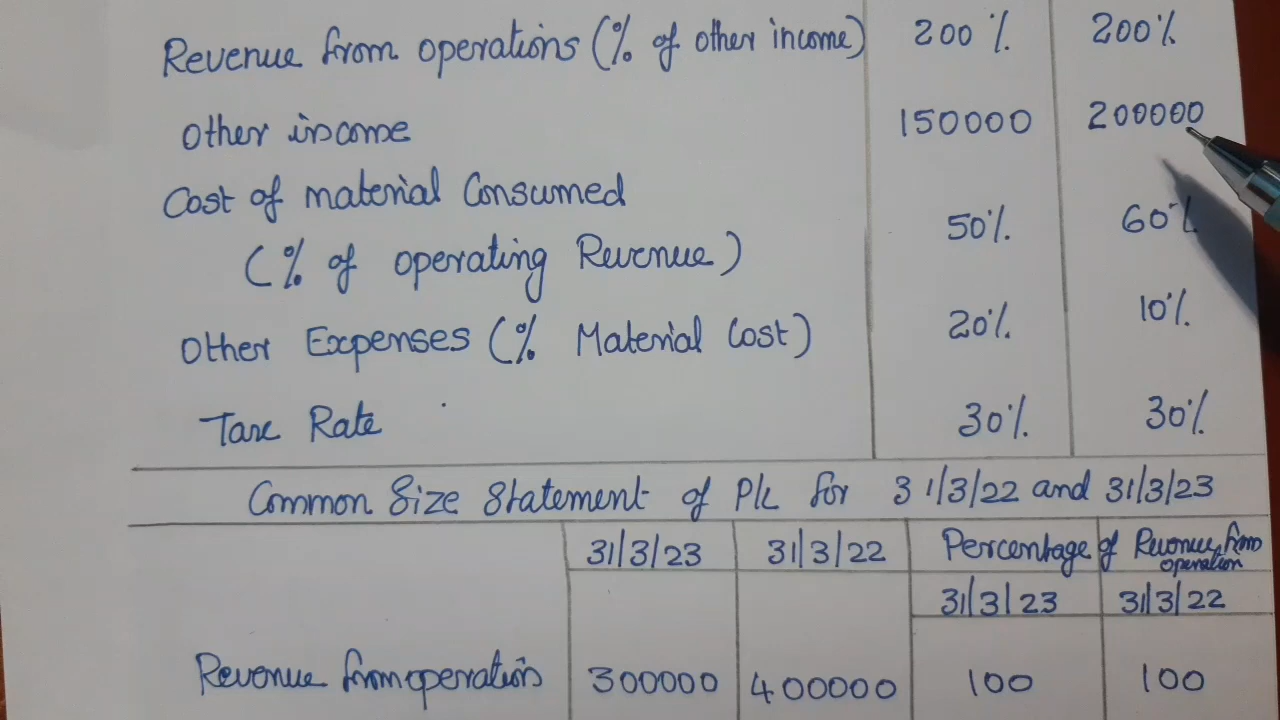 Revenue from operations (% of other income) 200% 200%
Other income 150000 200000
Cost of material Consumed
(% of operating Revenue) 50% 60%
Other Expenses (% Material Cost) 20% 10%
Tax Rate 30% 30%
Common Size Statement of P/L for 31/3/22 and 31/3/23
31/3/23 31/3/22 Percentage of Revenue from
operation
31/3/23 31/3/22
Revenue from operations 300000 400000 100 100